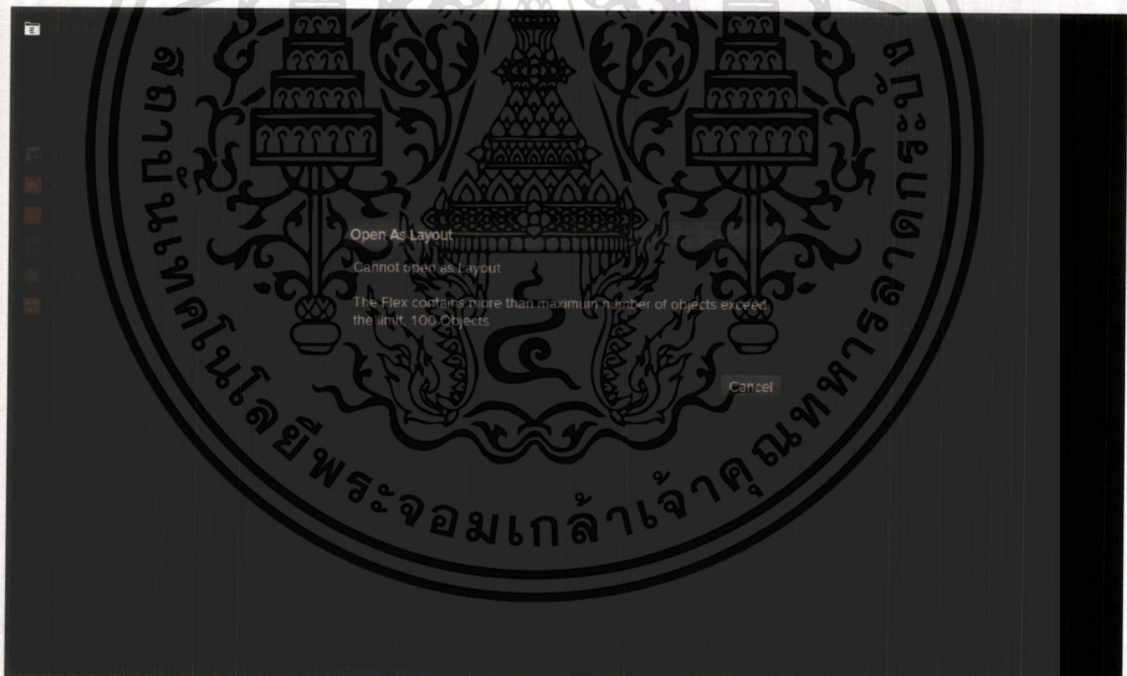 สถาบันเทคโนโลยีพระจอมเกล้าเจ้าคุณทหารลาดกระบัง
Open As Layout
Cannot open as Layout
The Flex contains more than maximum number of objects exceed
the limit. 100 Objects.
Cancel